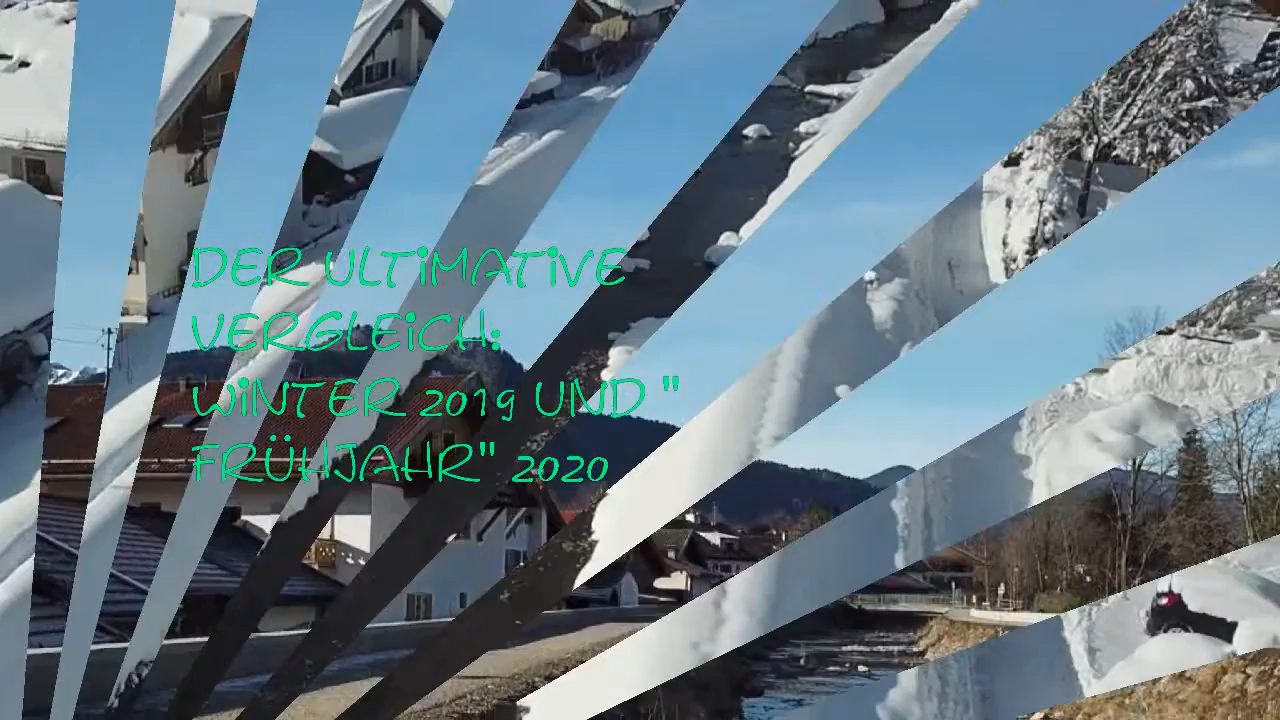 DER ULTiMATiVE
VERGLEiCH:
WiNTER 2019 UND "
FRÜHJAHR" 2020